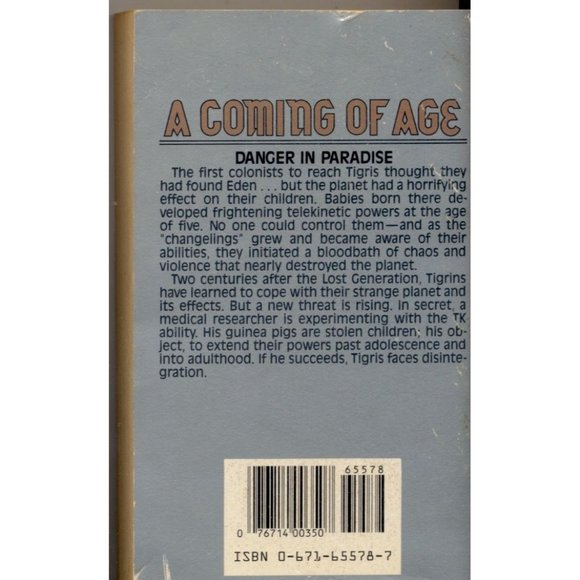 A COMING OF AGE
DANGER IN PARADISE
The first colonists to reach Tigris thought they
had found Eden . . . but the planet had a horrifying
effect on their children. Babies born there de-
veloped frightening telekinetic powers at the age
of five. No one could control them—and as the
"changelings" grew and became aware of their
abilities, they initiated a bloodbath of chaos and
violence that nearly destroyed the planet.
Two centuries after the Lost Generation, Tigrins
have learned to cope with their strange planet and
its effects. But a new threat is rising. In secret, a
medical researcher is experimenting with the TK
ability. His guinea pigs are stolen children; his ob-
ject, to extend their powers past adolescence and
into adulthood. If he succeeds, Tigris faces disinte-
gration.
65578
0 76714 00350
ISBN 0-671-65578-7